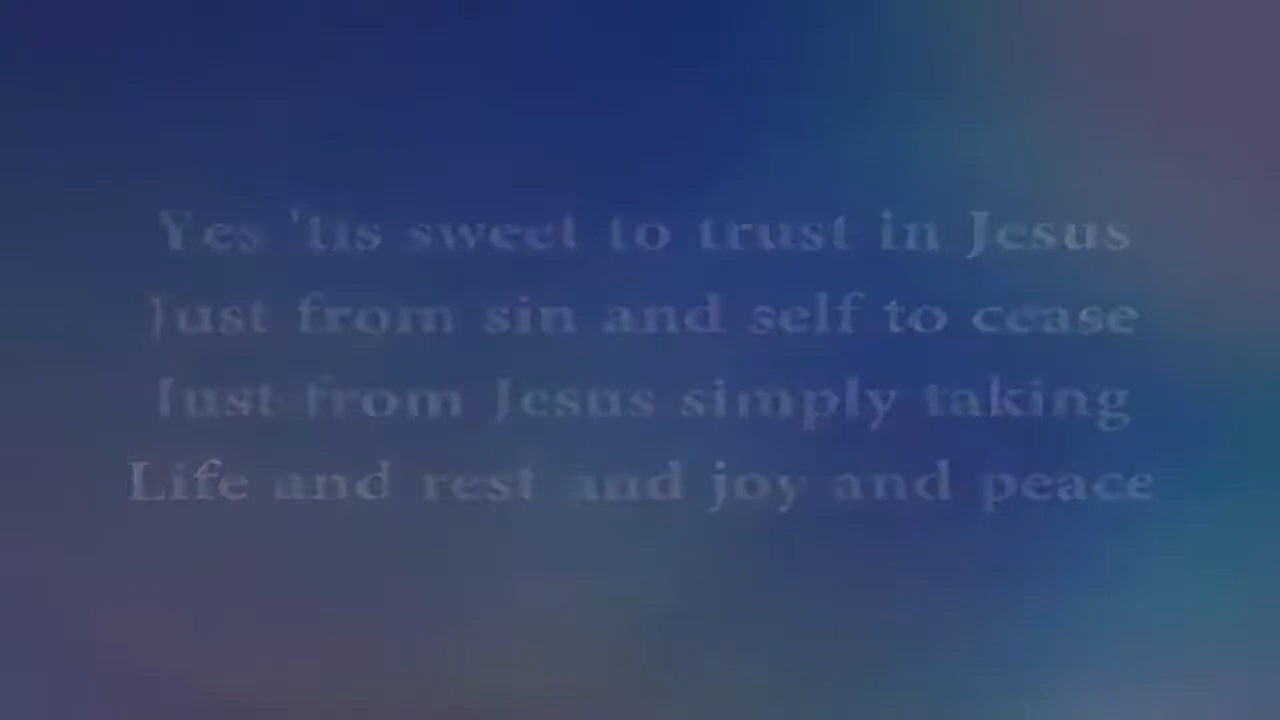 Yes 'tis sweet to trust in Jesus
Just from sin and self to cease
Just from Jesus simply taking
Life and rest and joy and peace